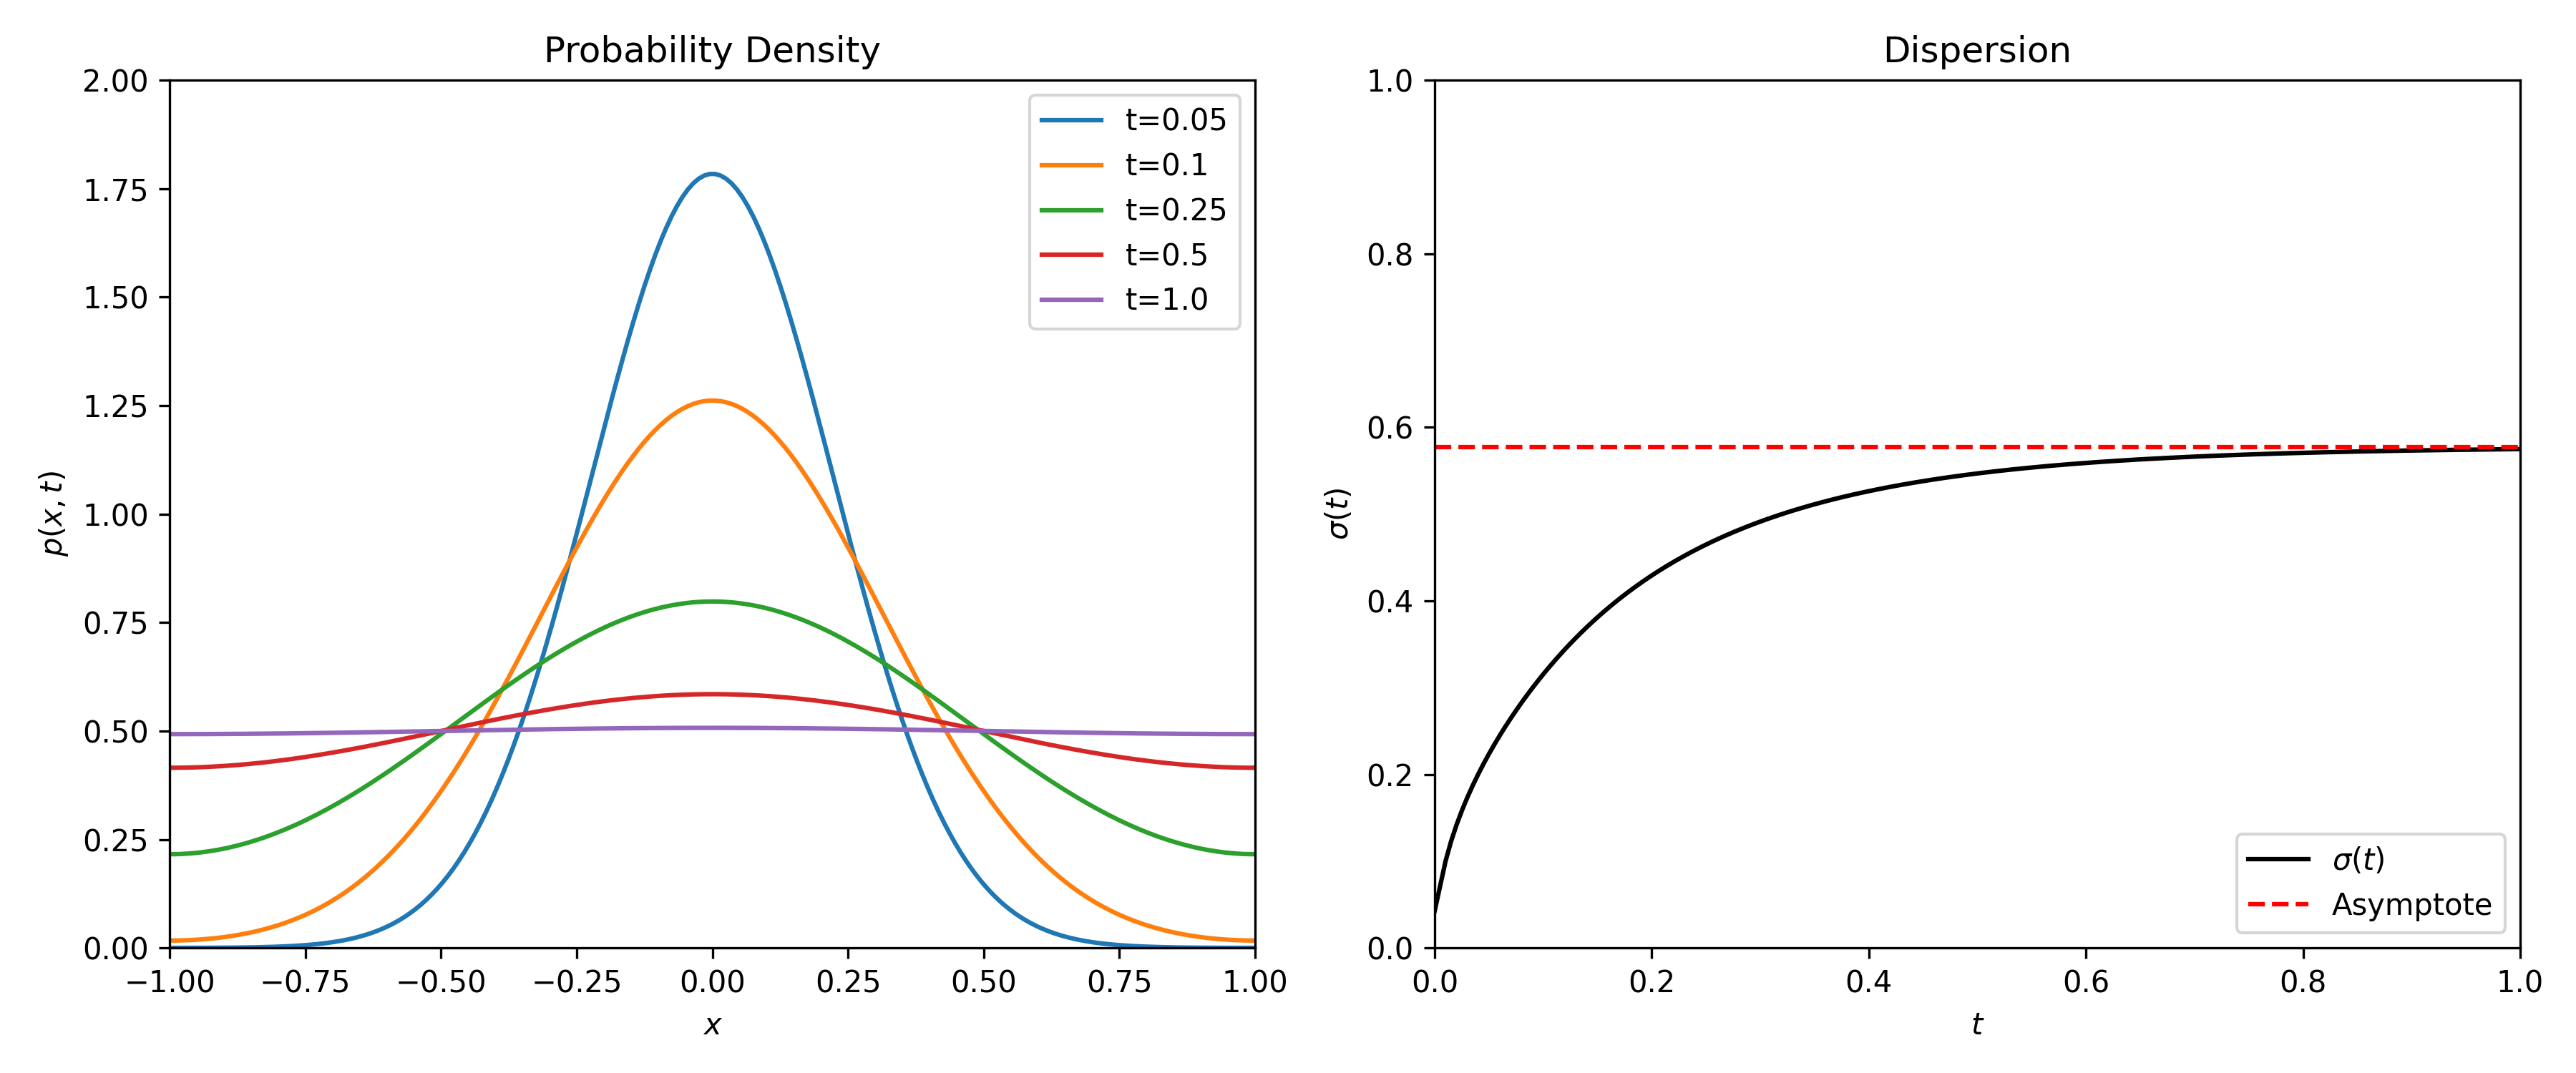 Probability Density
p(x, t)
2.00
1.75
1.50
1.25
1.00
0.75
0.50
0.25
0.00
t=0.05
t=0.1
t=0.25
t=0.5
t=1.0
−1.00 −0.75 −0.50 −0.25 0.00 0.25 0.50 0.75 1.00
x
Dispersion
σ(t)
1.0
0.8
0.6
0.4
0.2
0.0
σ(t)
Asymptote
0.0 0.2 0.4 0.6 0.8 1.0
t